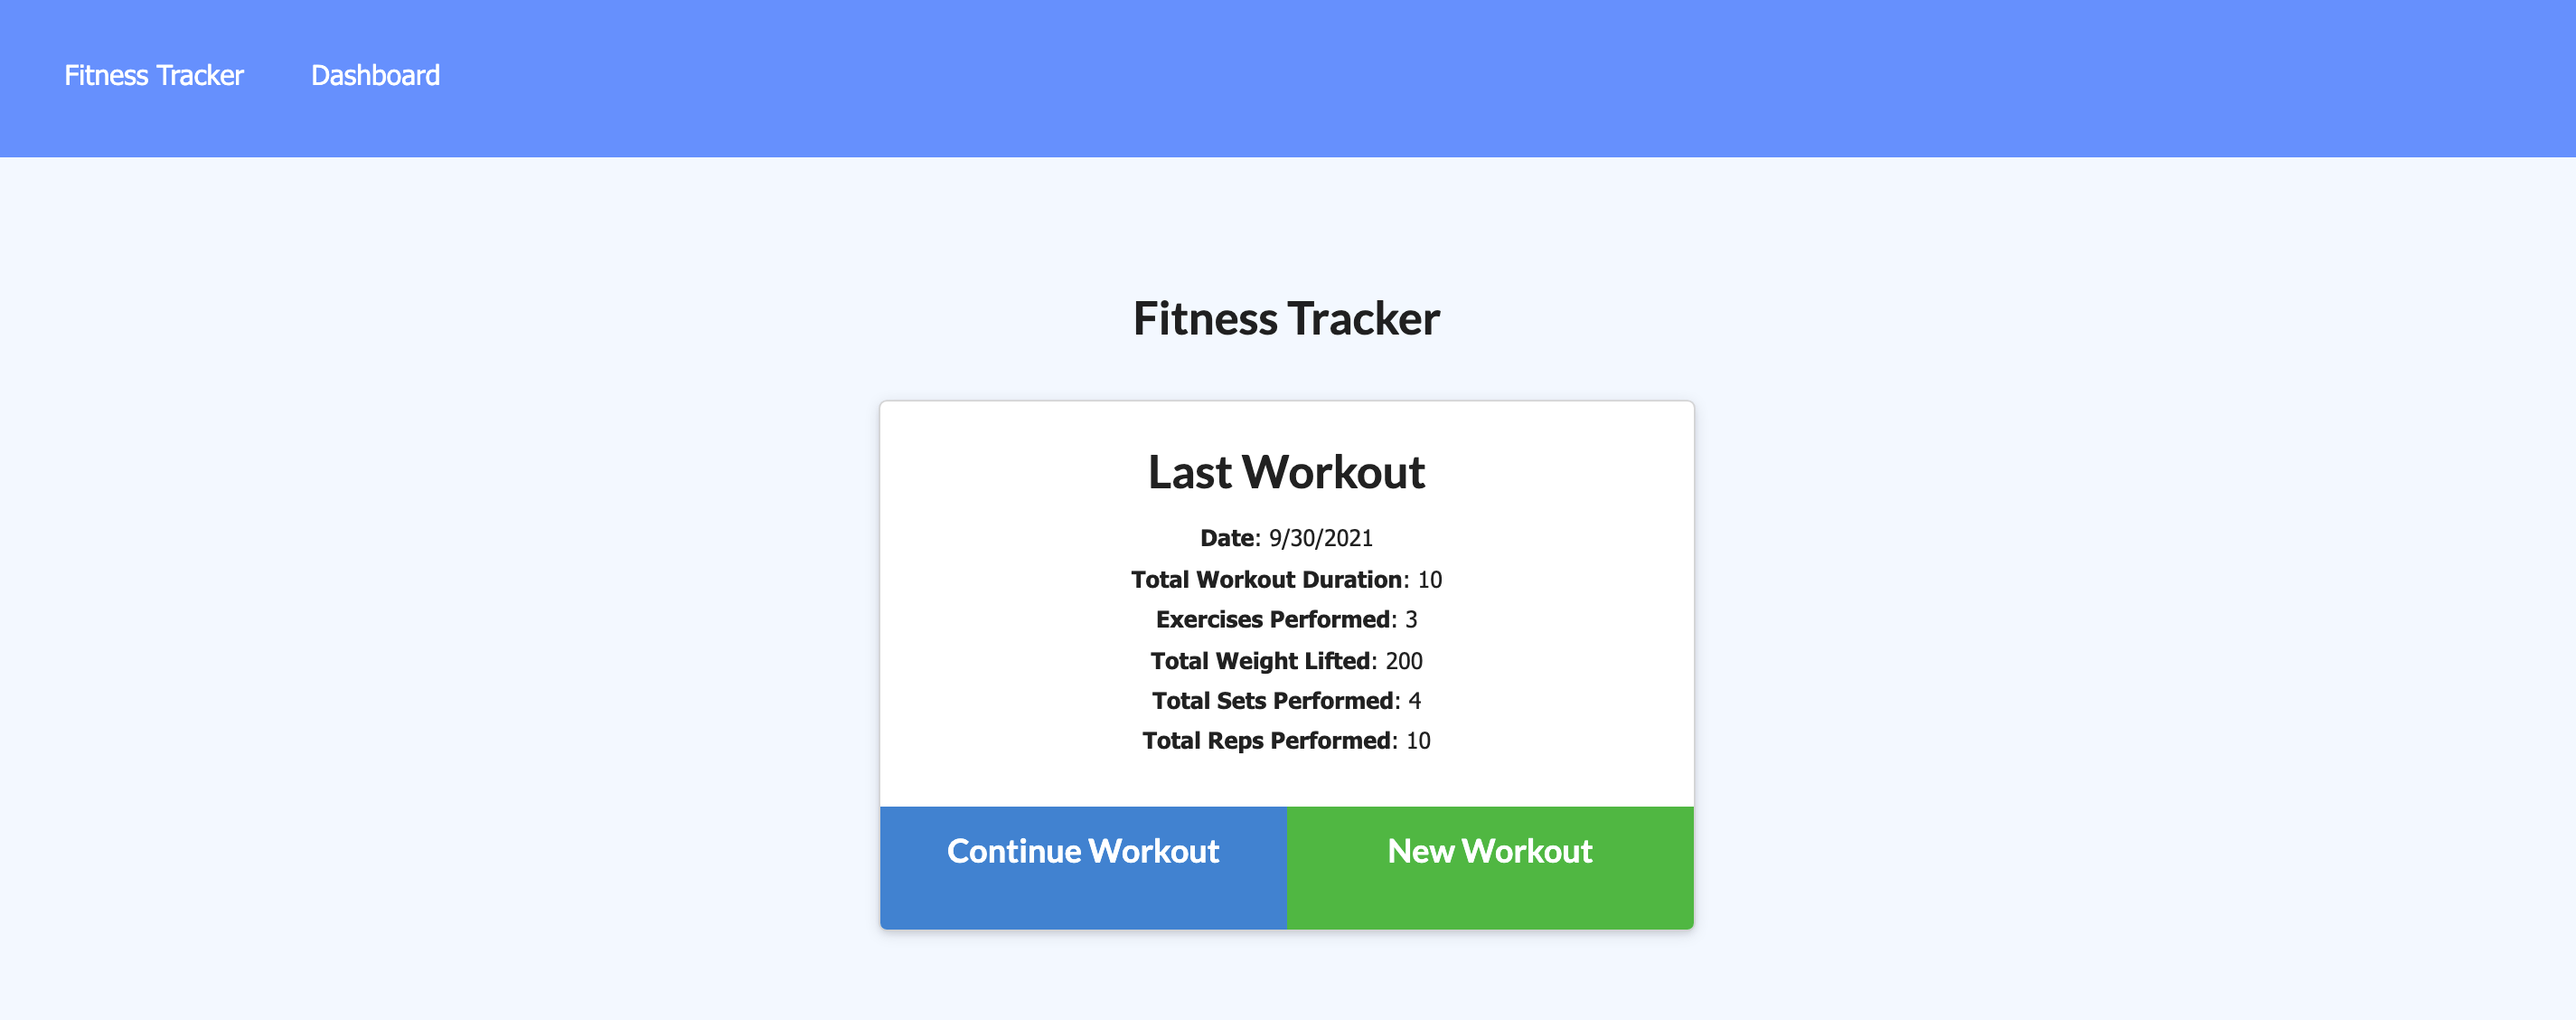 Fitness Tracker Dashboard
Fitness Tracker
Last Workout
Date: 9/30/2021
Total Workout Duration: 10
Exercises Performed: 3
Total Weight Lifted: 200
Total Sets Performed: 4
Total Reps Performed: 10
Continue Workout New Workout